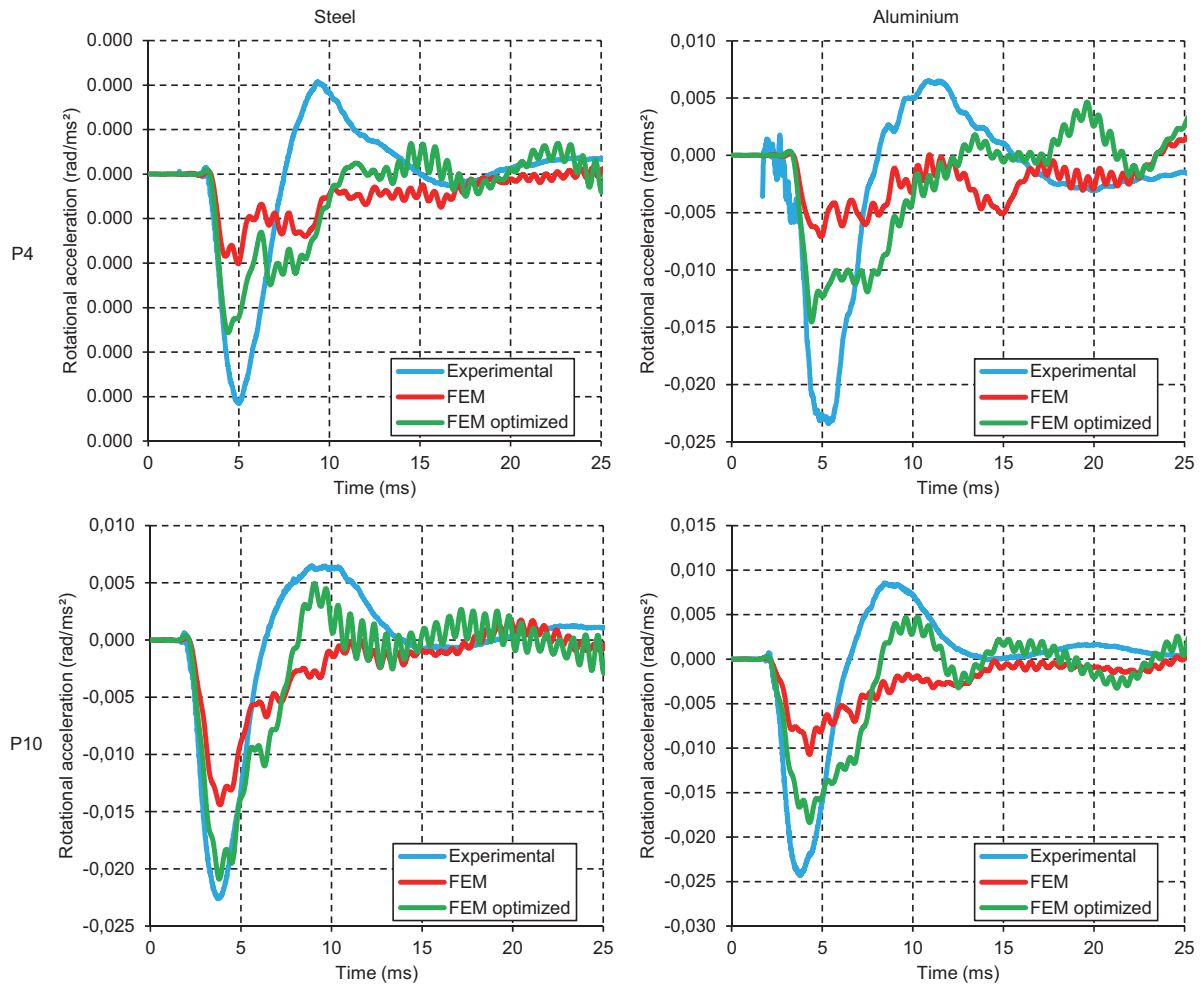 Steel
Aluminium
P4
Rotational acceleration (rad/ms²)
0.000
0.000
0.000
0.000
0.000
0.000
0.000
0.000
0.000
0.000
Experimental
FEM
FEM optimized
0 5 10 15 20 25
Time (ms)
Rotational acceleration (rad/ms²)
0,010
0,005
0,000
-0,005
-0,010
-0,015
-0,020
-0,025
Experimental
FEM
FEM optimized
0 5 10 15 20 25
Time (ms)
P10
Rotational acceleration (rad/ms²)
0,010
0,005
0,000
-0,005
-0,010
-0,015
-0,020
-0,025
Experimental
FEM
FEM optimized
0 5 10 15 20 25
Time (ms)
Rotational acceleration (rad/ms²)
0,015
0,010
0,005
0,000
-0,005
-0,010
-0,015
-0,020
-0,025
-0,030
Experimental
FEM
FEM optimized
0 5 10 15 20 25
Time (ms)